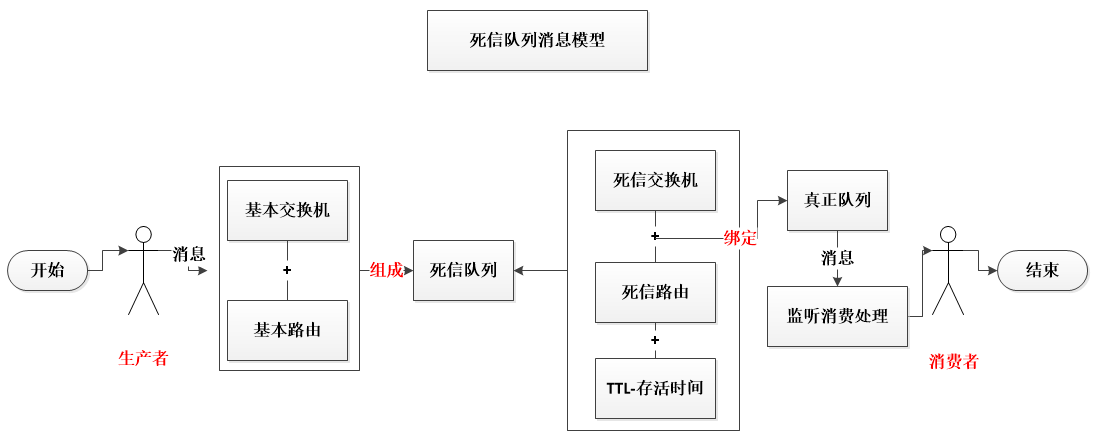 死信队列消息模型
开始
生产者
消息
基本交换机
+
基本路由
组成
死信队列
死信交换机
+
死信路由
+
TTL-存活时间
绑定
真正队列
消息
监听消费处理
消费者
结束